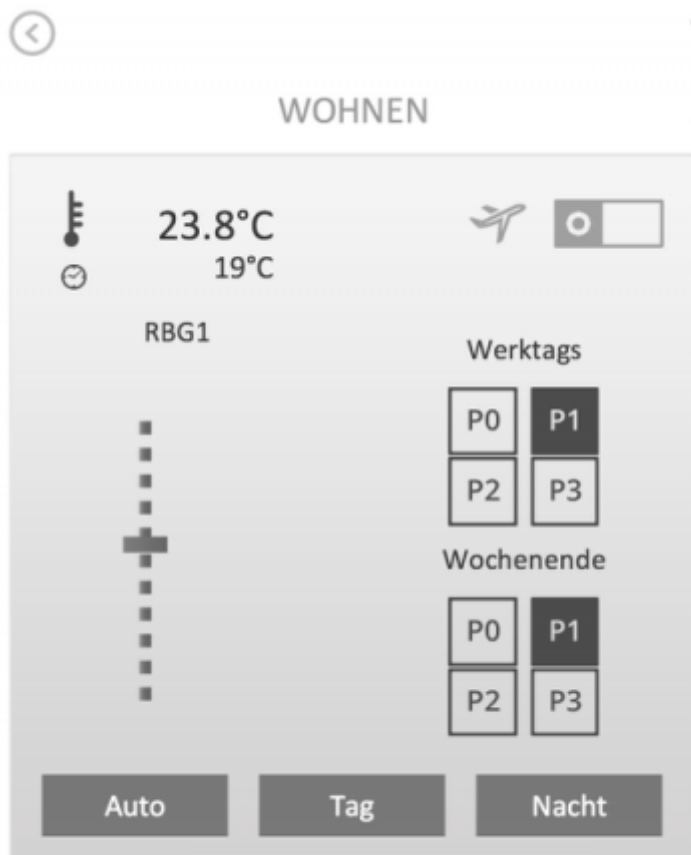 WOHNEN
23.8°C
19°C
RBG1
Werktags
P0 P1
P2 P3
Wochenende
P0 P1
P2 P3
Auto Tag Nacht